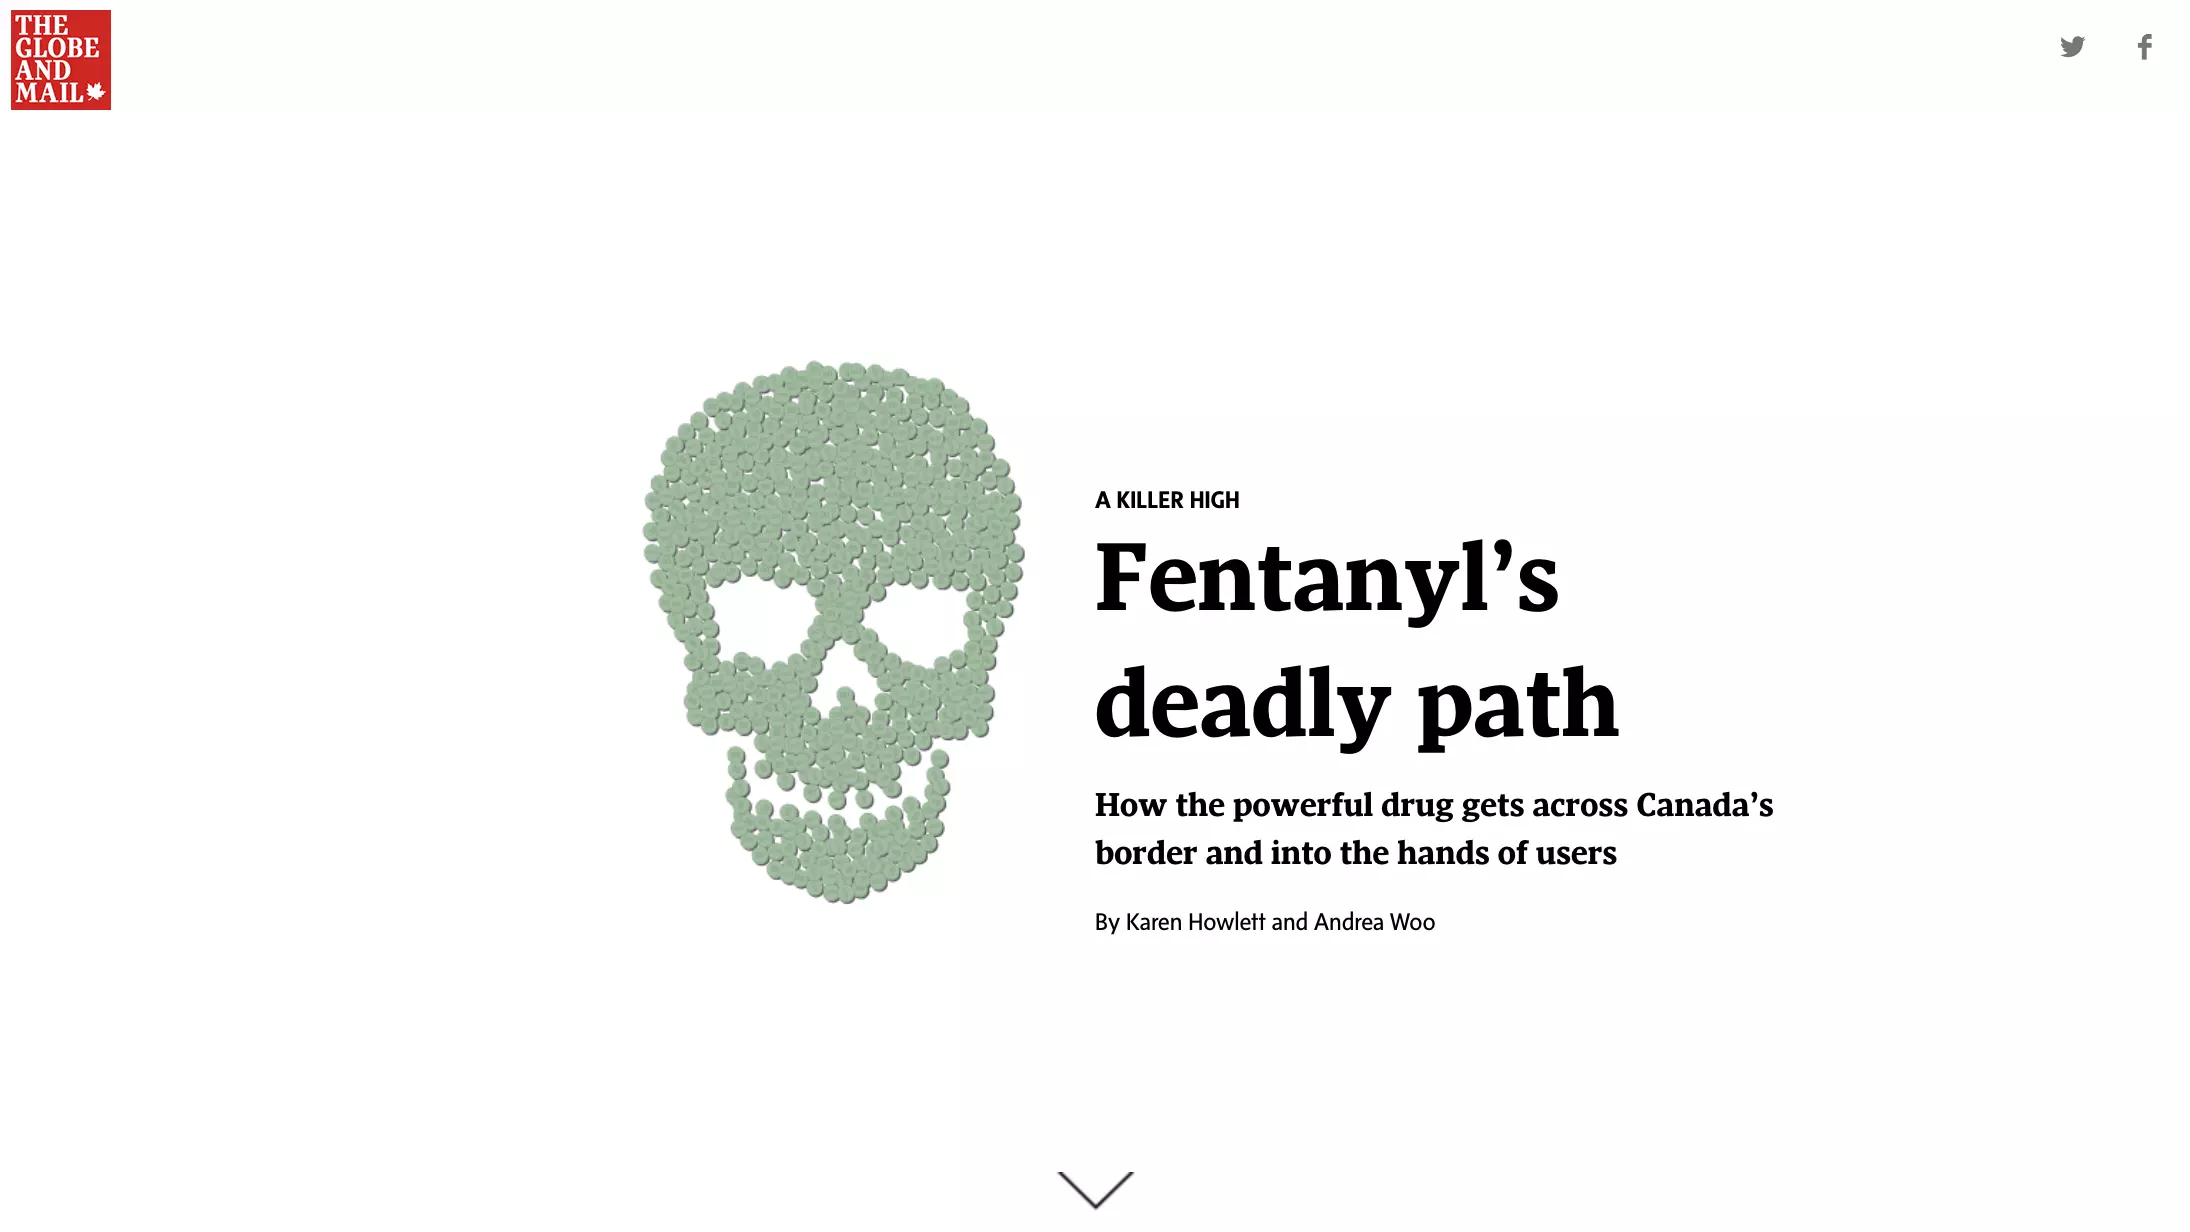 THE
GLOBE
AND
MAIL
A KILLER HIGH
Fentanyl’s
deadly path
How the powerful drug gets across Canada’s
border and into the hands of users
By Karen Howlett and Andrea Woo